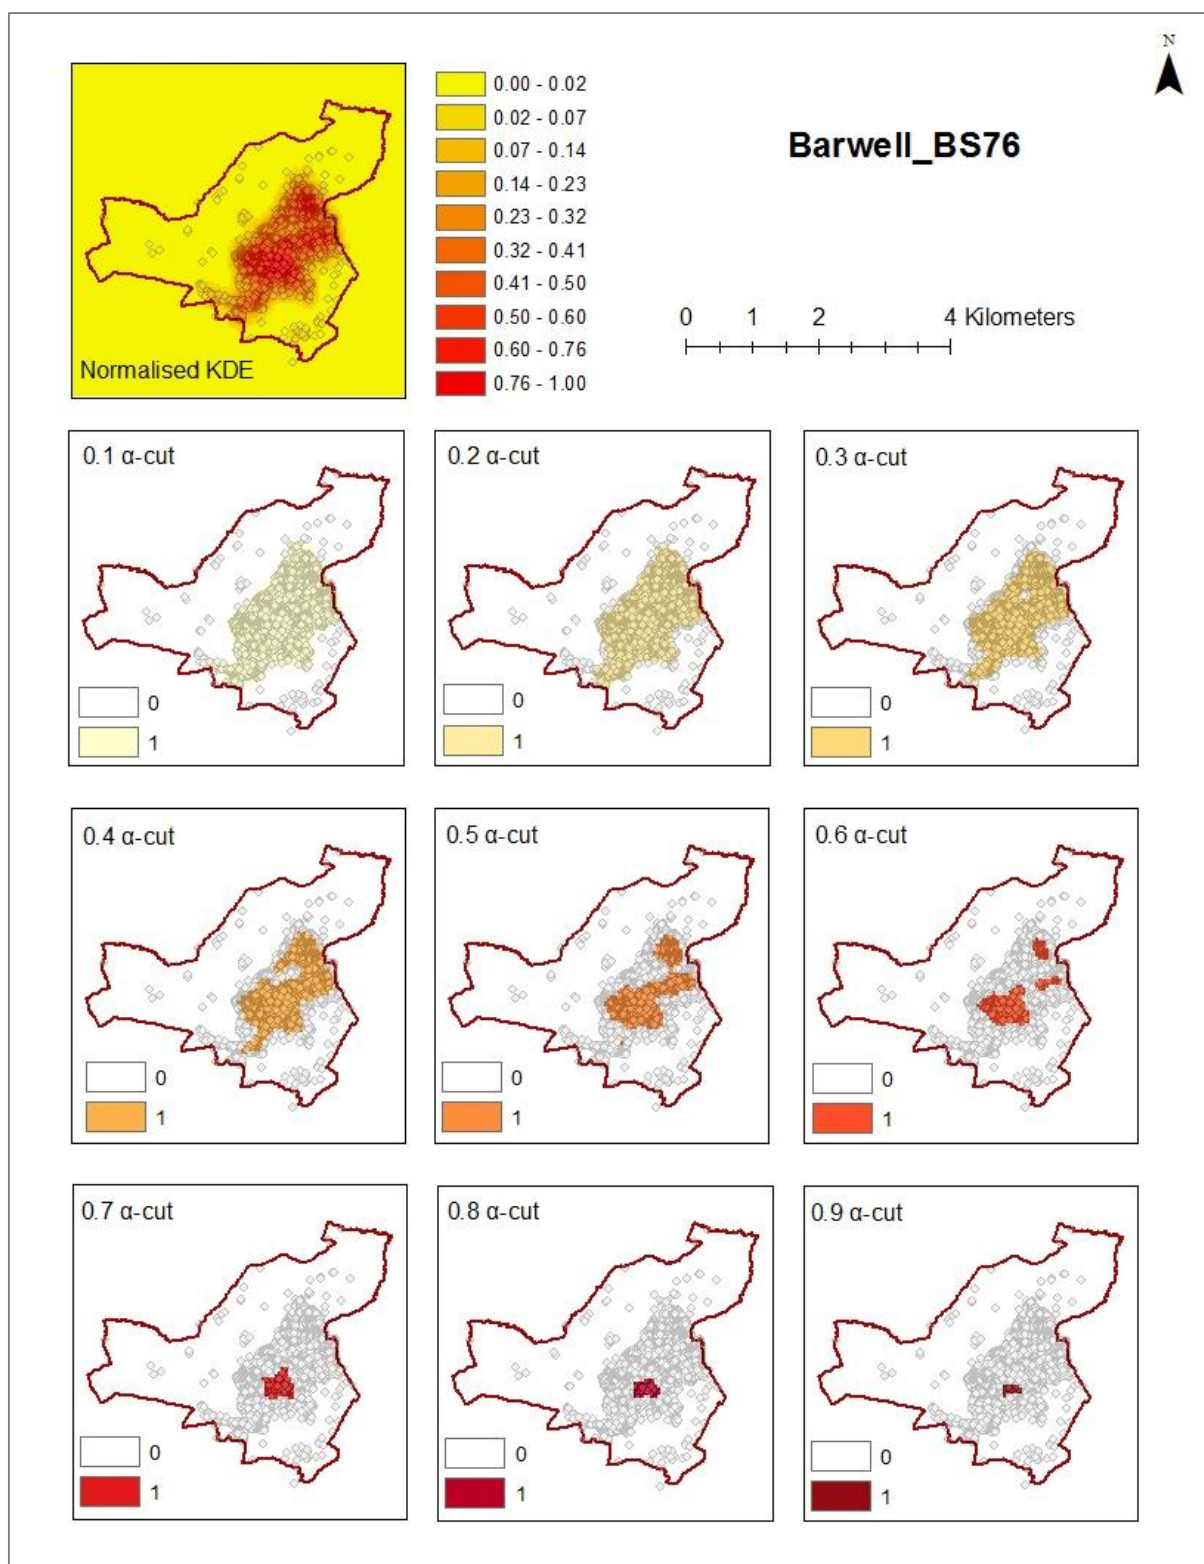 N
Barwell_BS76
0.00 - 0.02
0.02 - 0.07
0.07 - 0.14
0.14 - 0.23
0.23 - 0.32
0.32 - 0.41
0.41 - 0.50
0.50 - 0.60
0.60 - 0.76
0.76 - 1.00
Normalised KDE
0 1 2 4 Kilometers
0.1 α-cut
0
1
0.2 α-cut
0
1
0.3 α-cut
0
1
0.4 α-cut
0
1
0.5 α-cut
0
1
0.6 α-cut
0
1
0.7 α-cut
0
1
0.8 α-cut
0
1
0.9 α-cut
0
1